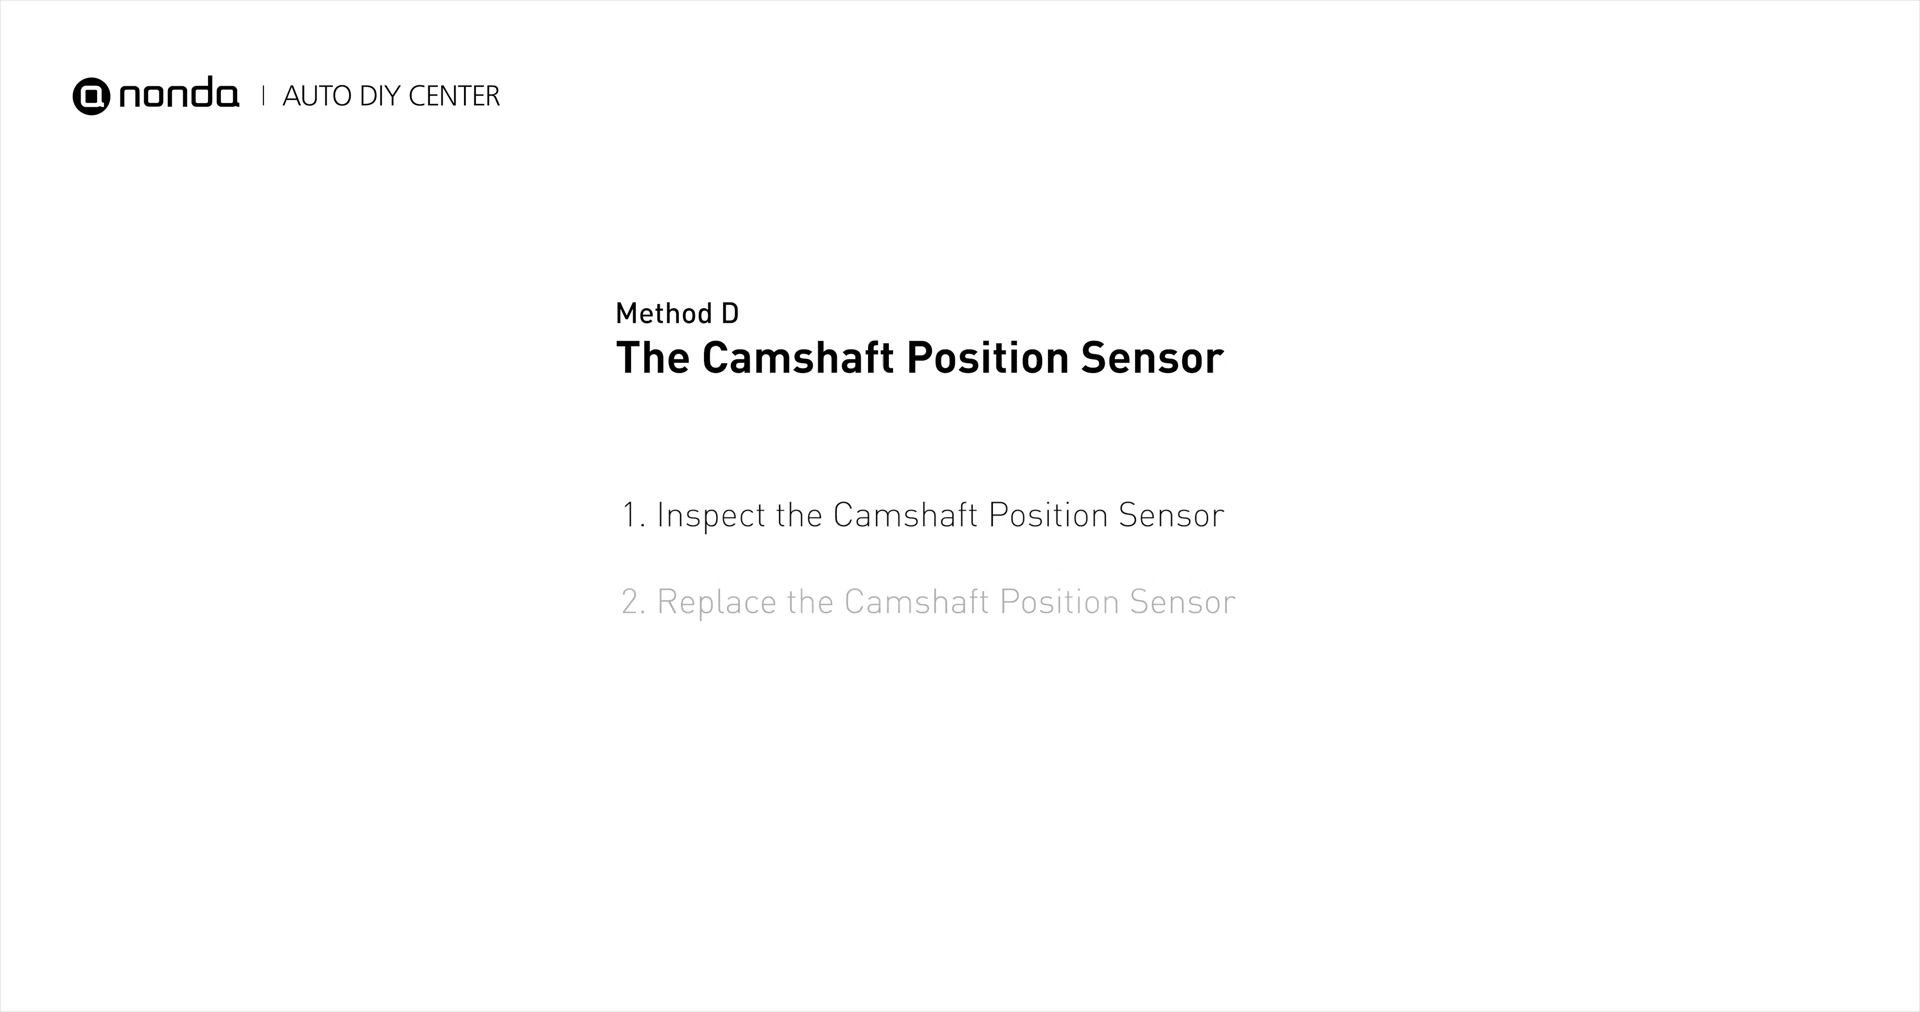 nonda | AUTO DIY CENTER
Method D
The Camshaft Position Sensor
1. Inspect the Camshaft Position Sensor
2. Replace the Camshaft Position Sensor